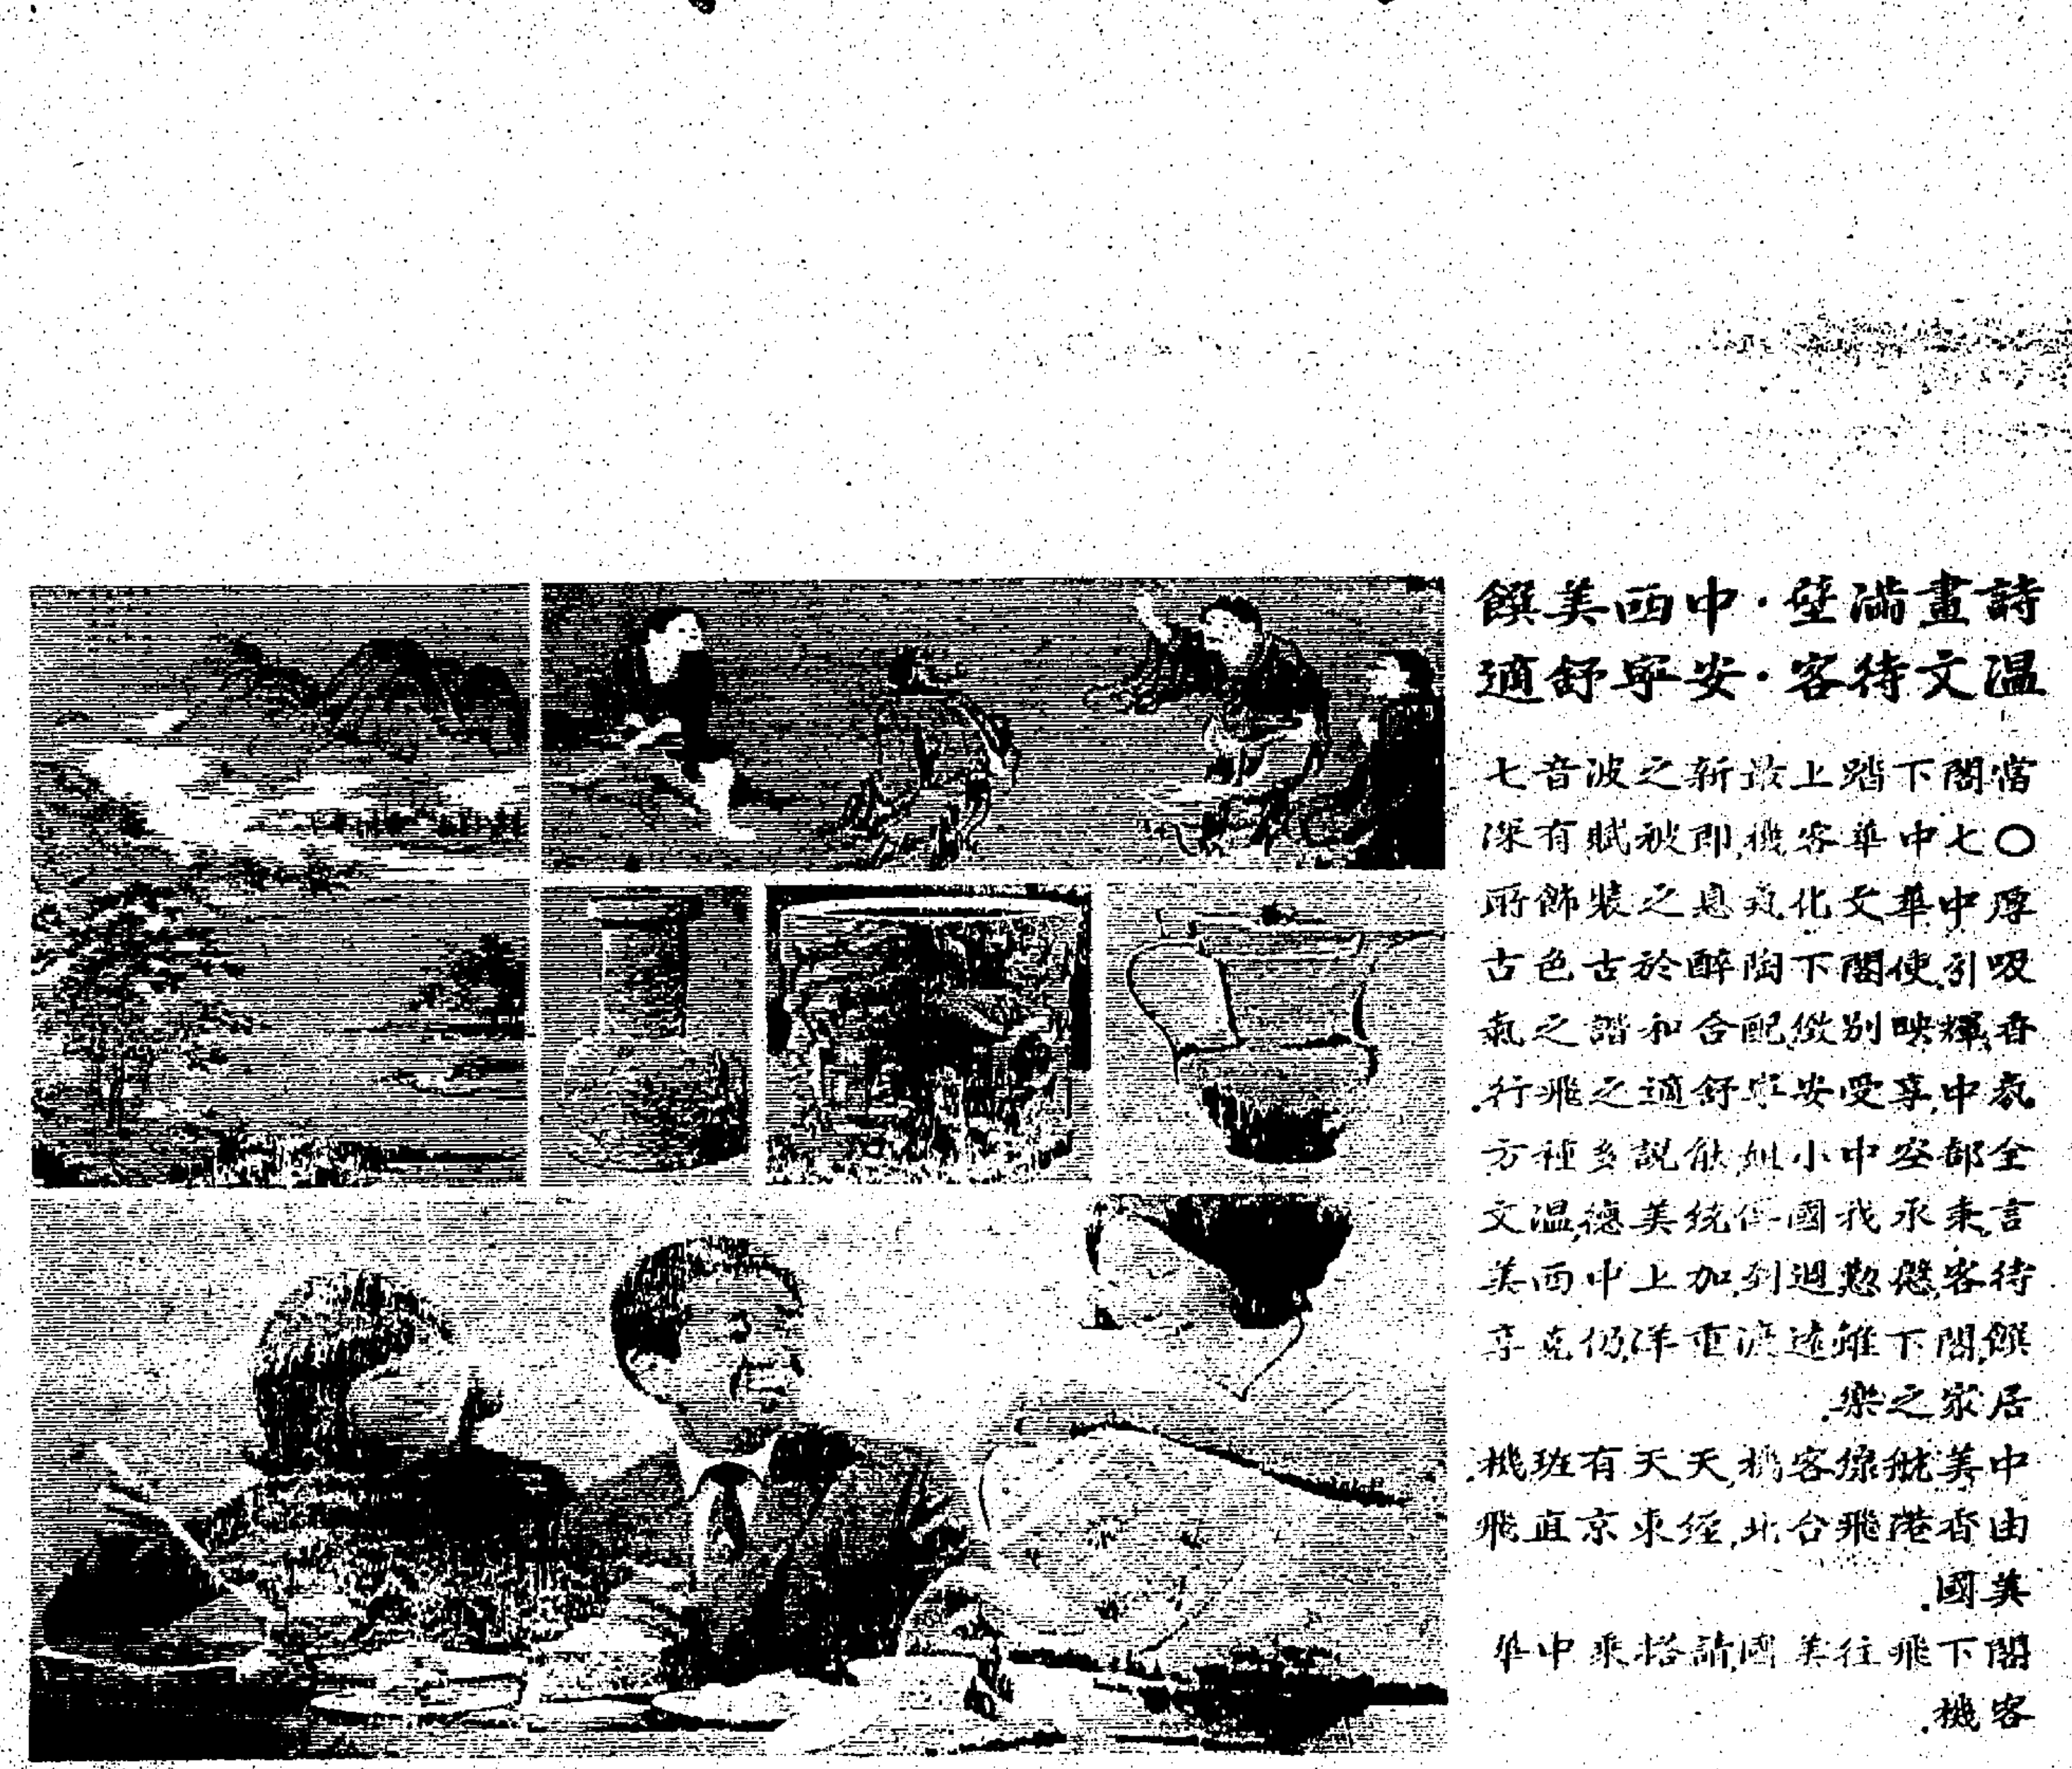 詩畫滿壁·中西美饌
溫文待客·安寧舒適
當閣下踏上最新之波音七
〇七中華客機,即被賦有深
厚中華文化氣息之裝飾所
吸引,使閣下陶醉於古色古
香,輝映別緻,配合和諧之氣
氛中,享受安寧舒適之飛行.
全部空中小姐,能說多種方
言,秉承我國傳統美德,溫文
待客,慇懃週到,加上中西美
饌,閣下雖遠渡重洋,仍克享
居家之樂.
中美航線客機,天天有班機.
由香港飛台北,經東京直飛
美國.
閣下飛往美國,請搭乘中華
客機.